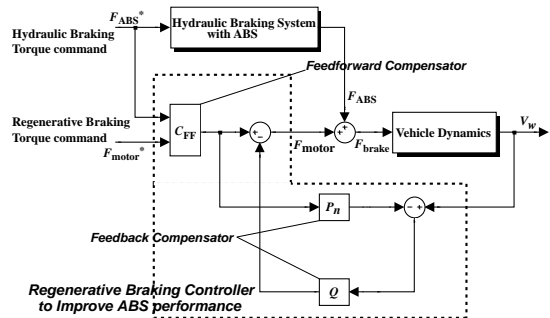 F_ABS*
Hydraulic Braking
Torque command
Hydraulic Braking System
with ABS
Feedforward Compensator
F_ABS
Regenerative Braking
Torque command
F_motor*
C_FF
+
−
F_motor
+
+
F_brake
Vehicle Dynamics
V_w
P_n
−
+
Feedback Compensator
Q
Regenerative Braking Controller
to Improve ABS performance